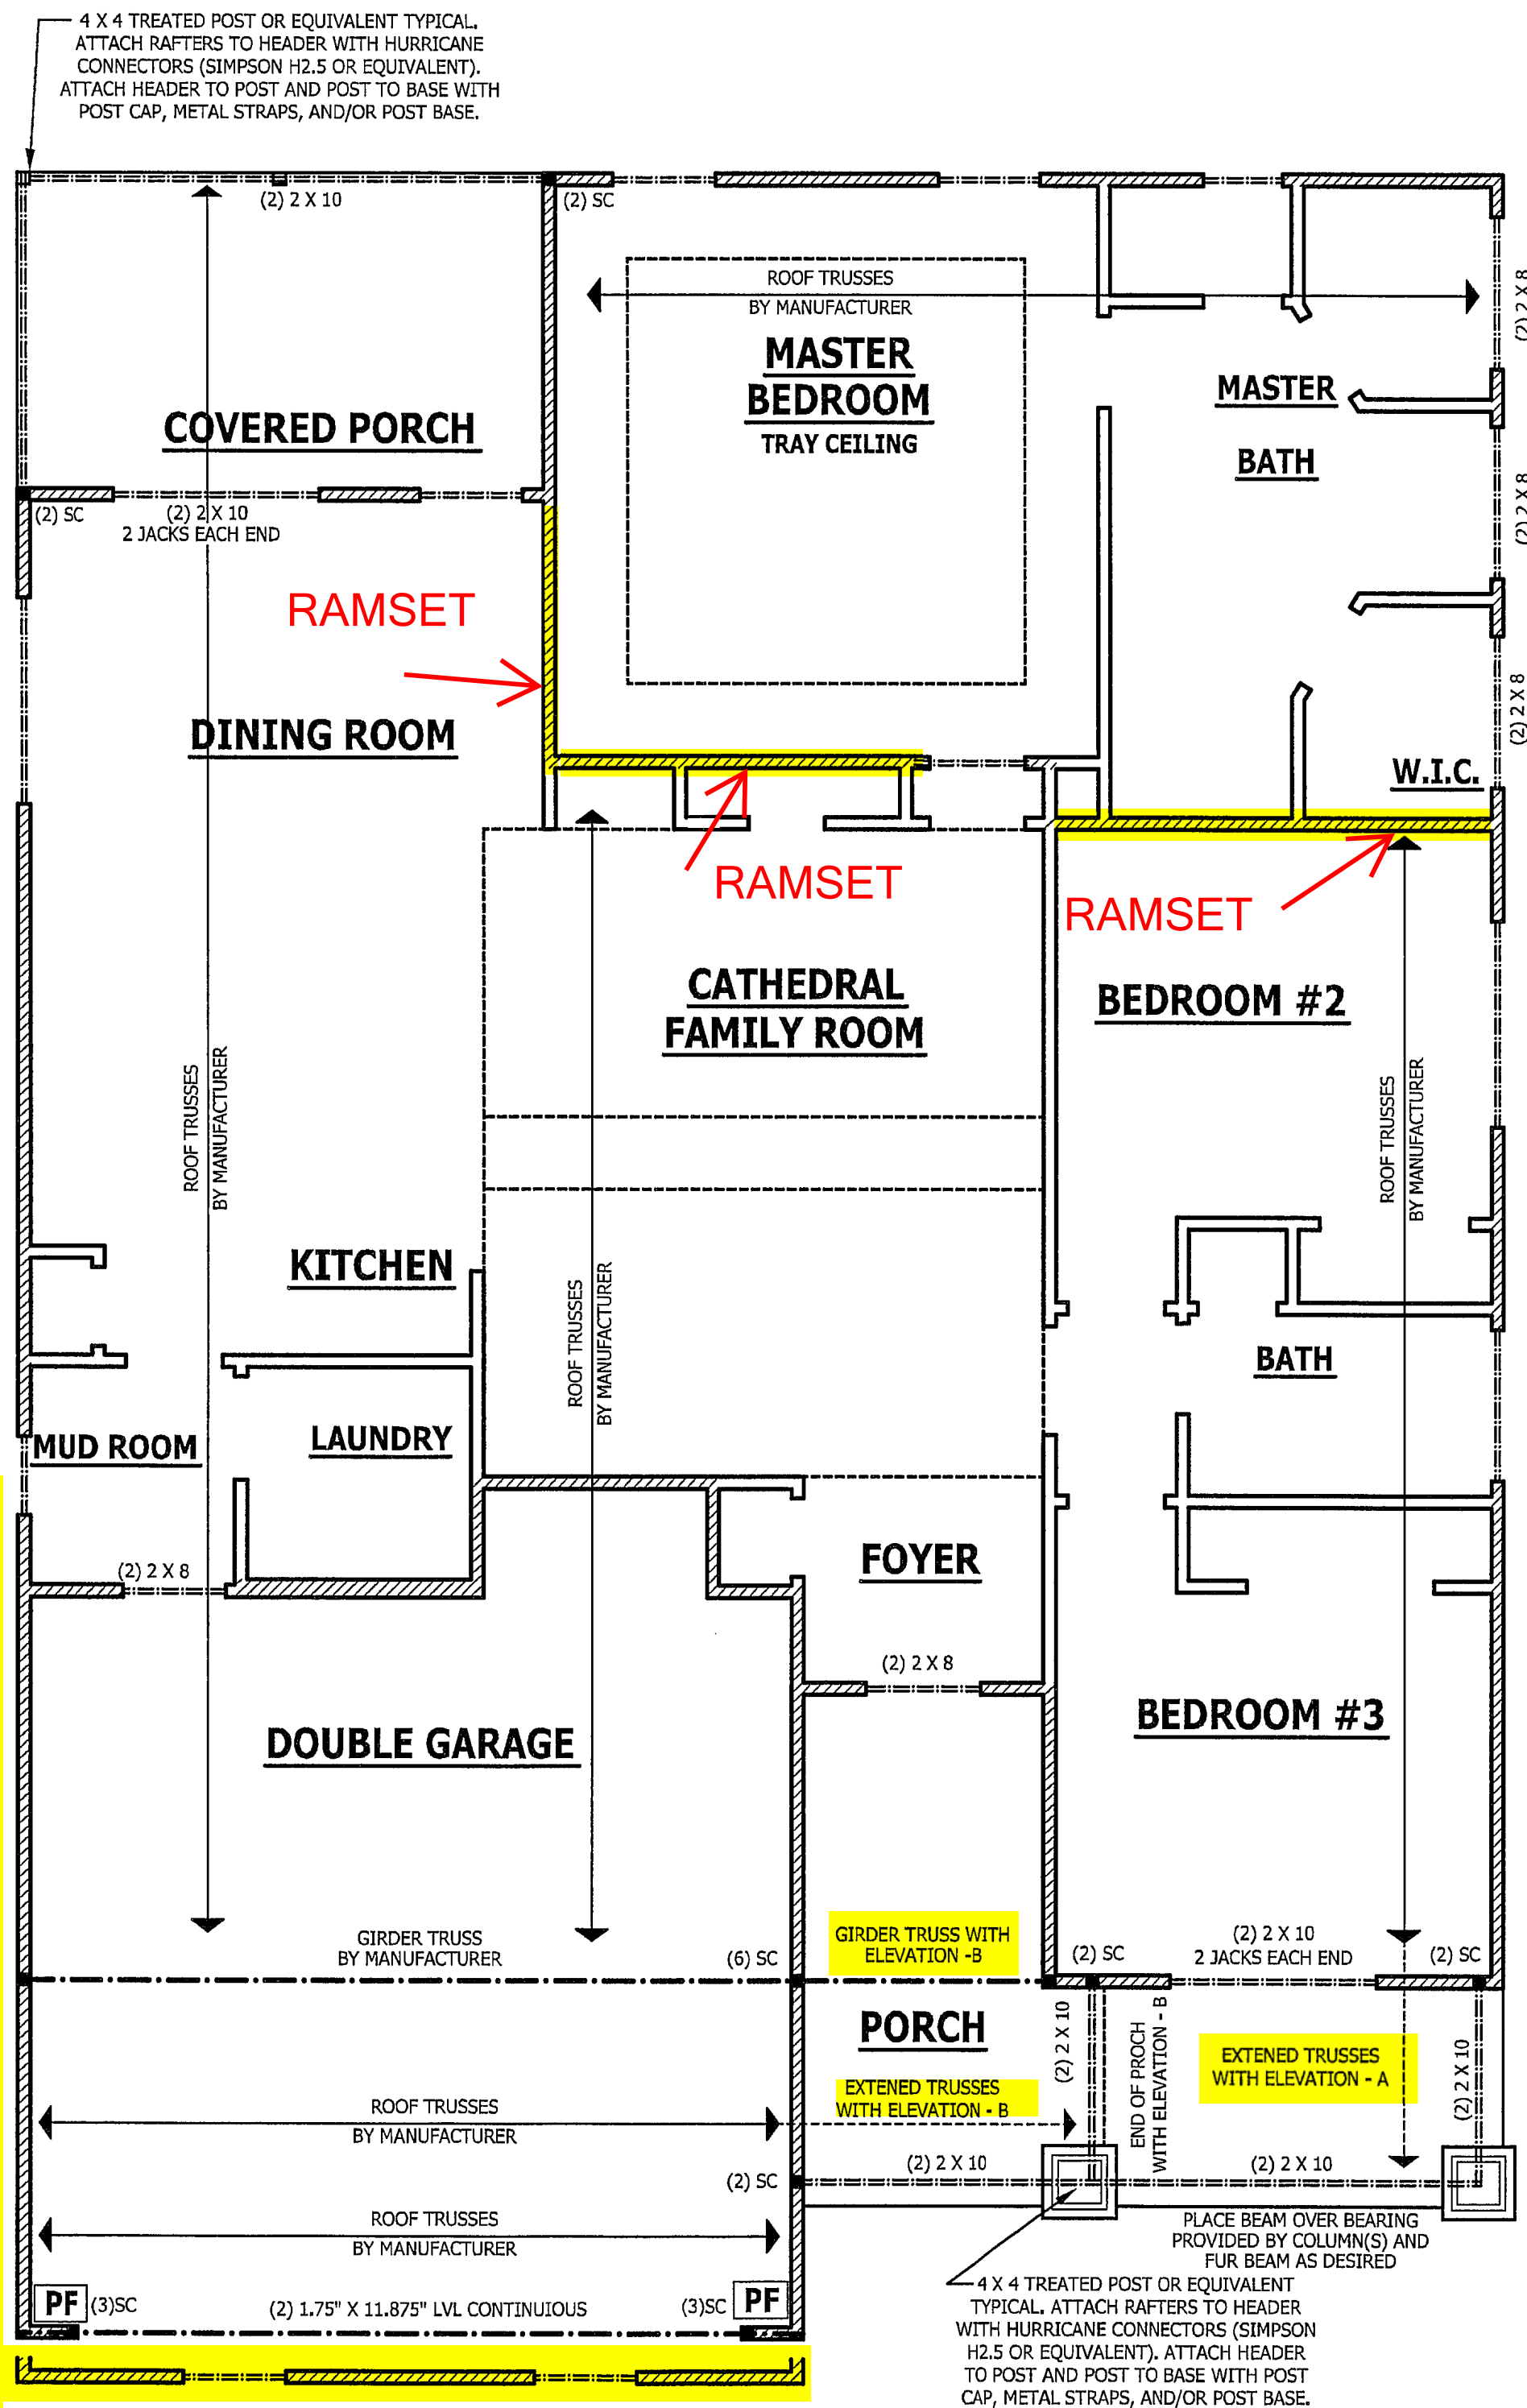 4 X 4 TREATED POST OR EQUIVALENT TYPICAL.
ATTACH RAFTERS TO HEADER WITH HURRICANE
CONNECTORS (SIMPSON H2.5 OR EQUIVALENT).
ATTACH HEADER TO POST AND POST TO BASE WITH
POST CAP, METAL STRAPS, AND/OR POST BASE.
(2) 2 X 10
(2) SC
ROOF TRUSSES
BY MANUFACTURER
(2) 2 X 8
MASTER
BEDROOM
TRAY CEILING
MASTER
BATH
COVERED PORCH
(2) 2 X 8
(2) SC
(2) 2 X 10
2 JACKS EACH END
RAMSET
(2) 2 X 8
DINING ROOM
W.I.C.
RAMSET
RAMSET
CATHEDRAL
FAMILY ROOM
BEDROOM #2
ROOF TRUSSES
BY MANUFACTURER
ROOF TRUSSES
BY MANUFACTURER
KITCHEN
ROOF TRUSSES
BY MANUFACTURER
BATH
MUD ROOM
LAUNDRY
FOYER
(2) 2 X 8
(2) 2 X 8
BEDROOM #3
DOUBLE GARAGE
GIRDER TRUSS
BY MANUFACTURER
(6) SC
GIRDER TRUSS WITH
ELEVATION -B
(2) SC
(2) 2 X 10
2 JACKS EACH END
(2) SC
PORCH
(2) 2 X 10
END OF PROCH
WITH ELEVATION - B
EXTENED TRUSSES
WITH ELEVATION - A
(2) 2 X 10
EXTENED TRUSSES
WITH ELEVATION - B
ROOF TRUSSES
BY MANUFACTURER
(2) SC
(2) 2 X 10
(2) 2 X 10
ROOF TRUSSES
BY MANUFACTURER
PLACE BEAM OVER BEARING
PROVIDED BY COLUMN(S) AND
FUR BEAM AS DESIRED
PF
(3)SC
(2) 1.75" X 11.875" LVL CONTINUIOUS
(3)SC
PF
4 X 4 TREATED POST OR EQUIVALENT
TYPICAL. ATTACH RAFTERS TO HEADER
WITH HURRICANE CONNECTORS (SIMPSON
H2.5 OR EQUIVALENT). ATTACH HEADER
TO POST AND POST TO BASE WITH POST
CAP, METAL STRAPS, AND/OR POST BASE.